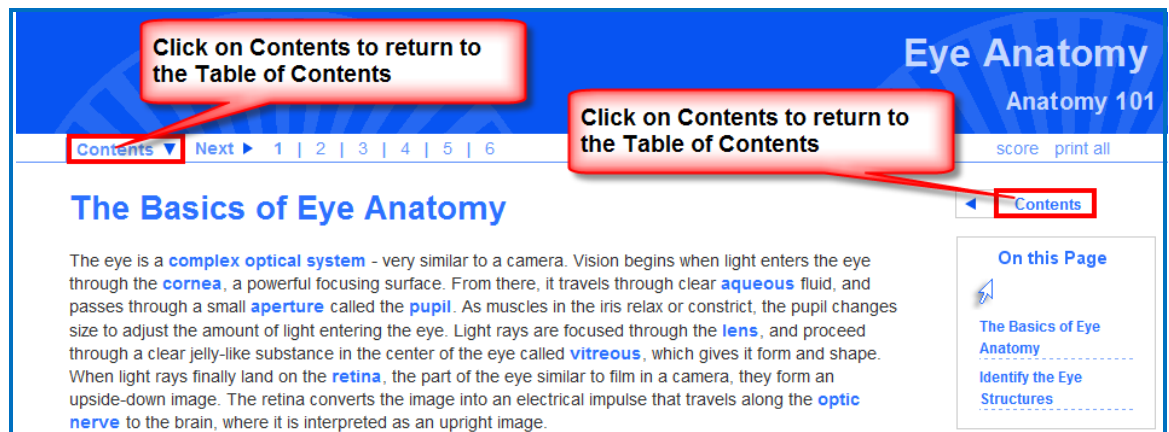 Eye Anatomy
Anatomy 101
Click on Contents to return to
the Table of Contents
Click on Contents to return to
the Table of Contents
Contents ▼ Next ► 1 | 2 | 3 | 4 | 5 | 6
score print all
The Basics of Eye Anatomy
The eye is a complex optical system - very similar to a camera. Vision begins when light enters the eye
through the cornea, a powerful focusing surface. From there, it travels through clear aqueous fluid, and
passes through a small aperture called the pupil. As muscles in the iris relax or constrict, the pupil changes
size to adjust the amount of light entering the eye. Light rays are focused through the lens, and proceed
through a clear jelly-like substance in the center of the eye called vitreous, which gives it form and shape.
When light rays finally land on the retina, the part of the eye similar to film in a camera, they form an
upside-down image. The retina converts the image into an electrical impulse that travels along the optic
nerve to the brain, where it is interpreted as an upright image.
◄ Contents
On this Page
The Basics of Eye
Anatomy
Identify the Eye
Structures